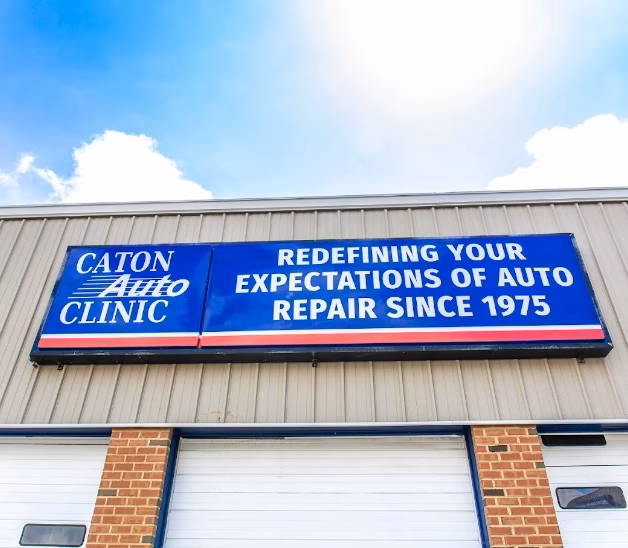 CATON
Auto
CLINIC
REDEFINING YOUR
EXPECTATIONS OF AUTO
REPAIR SINCE 1975